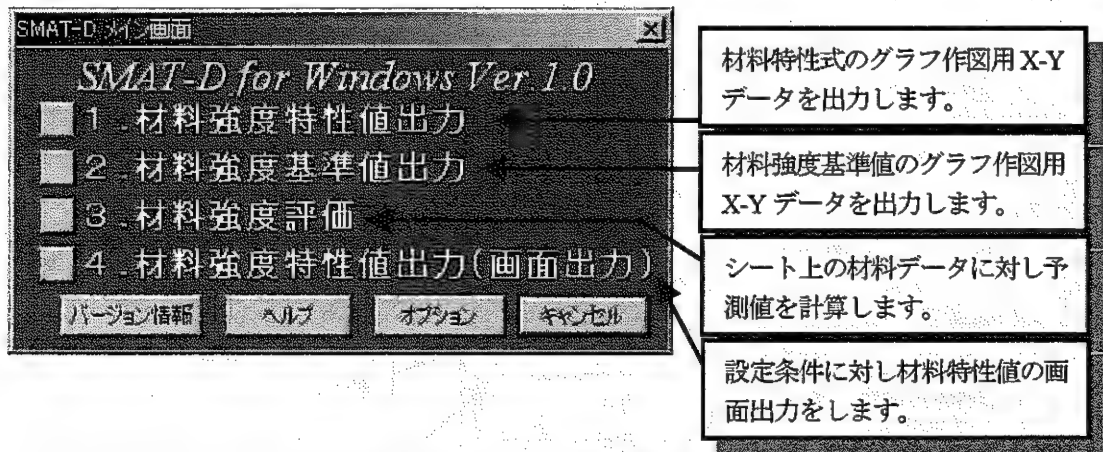 SMAT-D メイン画面
SMAT-D for Windows Ver.1.0
1.材料強度特性値出力
2.材料強度基準値出力
3.材料強度評価
4.材料強度特性値出力(画面出力)
バージョン情報
ヘルプ
オプション
キャンセル
材料特性式のグラフ作図用 X-Y
データを出力します。
材料強度基準値のグラフ作図用
X-Y データを出力します。
シート上の材料データに対し予
測値を計算します。
設定条件に対し材料特性値の画
面出力をします。